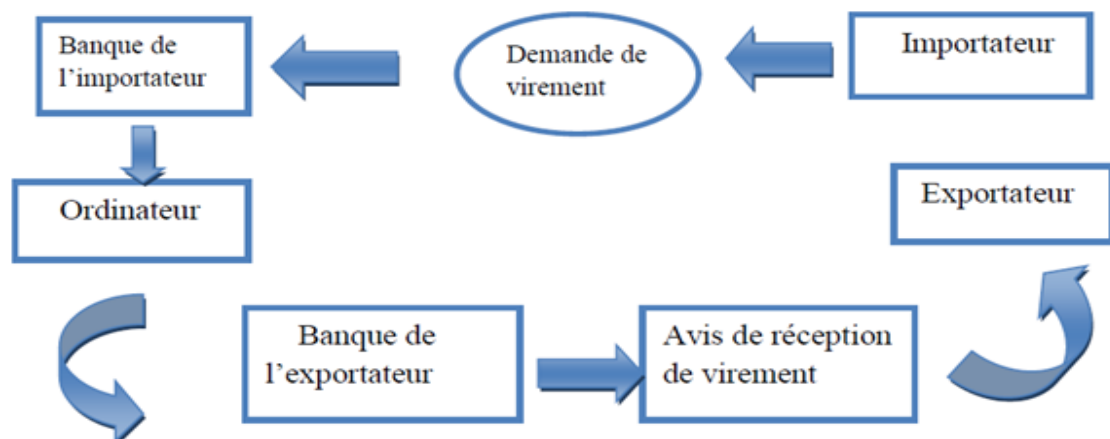 Banque de
l'importateur
Demande de
virement
Importateur
Ordinateur
Exportateur
Banque de
l'exportateur
Avis de réception
de virement